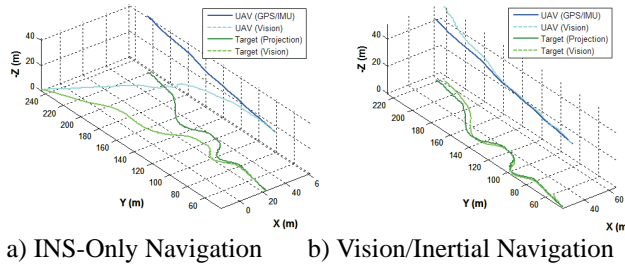 UAV (GPS/IMU)
UAV (Vision)
Target (Projection)
Target (Vision)
-Z (m)
40
20
0
240
220
200
180
160
140
120
100
80
60
Y (m)
0
20
40
6
X (m)
UAV (GPS/IMU)
UAV (Vision)
Target (Projection)
Target (Vision)
-Z (m)
40
20
0
220
200
180
160
140
120
100
80
60
Y (m)
40
60
X (m)
a) INS-Only Navigation
b) Vision/Inertial Navigation